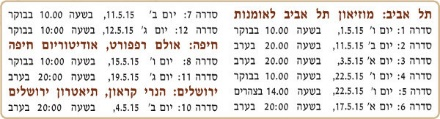 תל אביב: מוזיאון תל אביב לאומנות
סדרה 1: יום ו' 1.5.15, בשעה 10.00 בבוקר
סדרה 2: יום א' 3.5.15, בשעה 20.00 בערב
סדרה 3: יום ג' 11.5.15, בשעה 20.00 בערב
סדרה 4: יום ו' 22.5.15, בשעה 10.00 בבוקר
סדרה 5: יום ו' 22.5.15, בשעה 14.00 בצהרים
סדרה 6: יום א' 17.5.15, בשעה 20.00 בערב
סדרה 7: יום ב' 11.5.15, בשעה 10.00 בבוקר
סדרה 12: יום ג' 12.5.15, בשעה 20.00 בערב
חיפה: אולם רפפורט, אודיטוריום חיפה
סדרה 8: יום ו' 15.5.15, בשעה 10.00 בבוקר
סדרה 11: יום ג' 19.5.15, בשעה 20.00 בערב
ירושלים: הנרי קראון, תיאטרון ירושלים
סדרה 10: יום ב' 4.5.15, בשעה 20.00 בערב